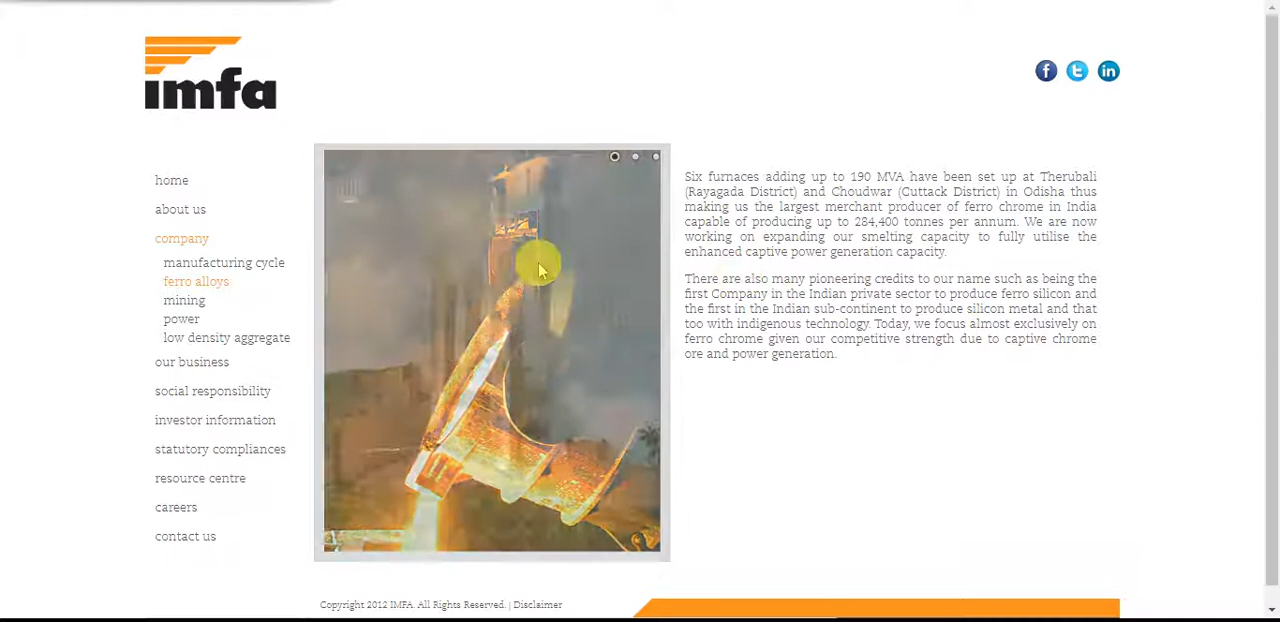 imfa
home
about us
company
manufacturing cycle
ferro alloys
mining
power
low density aggregate
our business
social responsibility
investor information
statutory compliances
resource centre
careers
contact us
Six furnaces adding up to 190 MVA have been set up at Therubali
(Rayagada District) and Choudwar (Cuttack District) in Odisha thus
making us the largest merchant producer of ferro chrome in India
capable of producing up to 284,400 tonnes per annum. We are now
working on expanding our smelting capacity to fully utilise the
enhanced captive power generation capacity.
There are also many pioneering credits to our name such as being the
first Company in the Indian private sector to produce ferro silicon and
the first in the Indian sub-continent to produce silicon metal and that
too with indigenous technology. Today, we focus almost exclusively on
ferro chrome given our competitive strength due to captive chrome
ore and power generation.
Copyright 2012 IMFA. All Rights Reserved. | Disclaimer